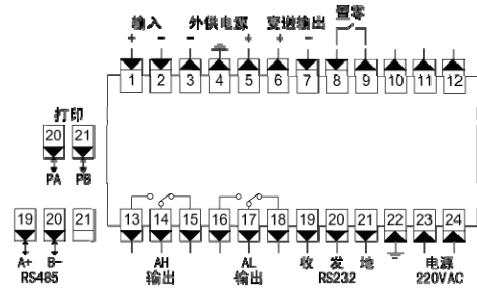 输入 外供电源 变送输出 置零
+ - - + + -
1 2 3 4 5 6 7 8 9 10 11 12
打印
20 21
PA PB
13 14 15 16 17 18 19 20 21 22 23 24
19 20 21
A+ B-
RS485
AH AL 收 发 地 电源
输出 输出 RS232 220VAC